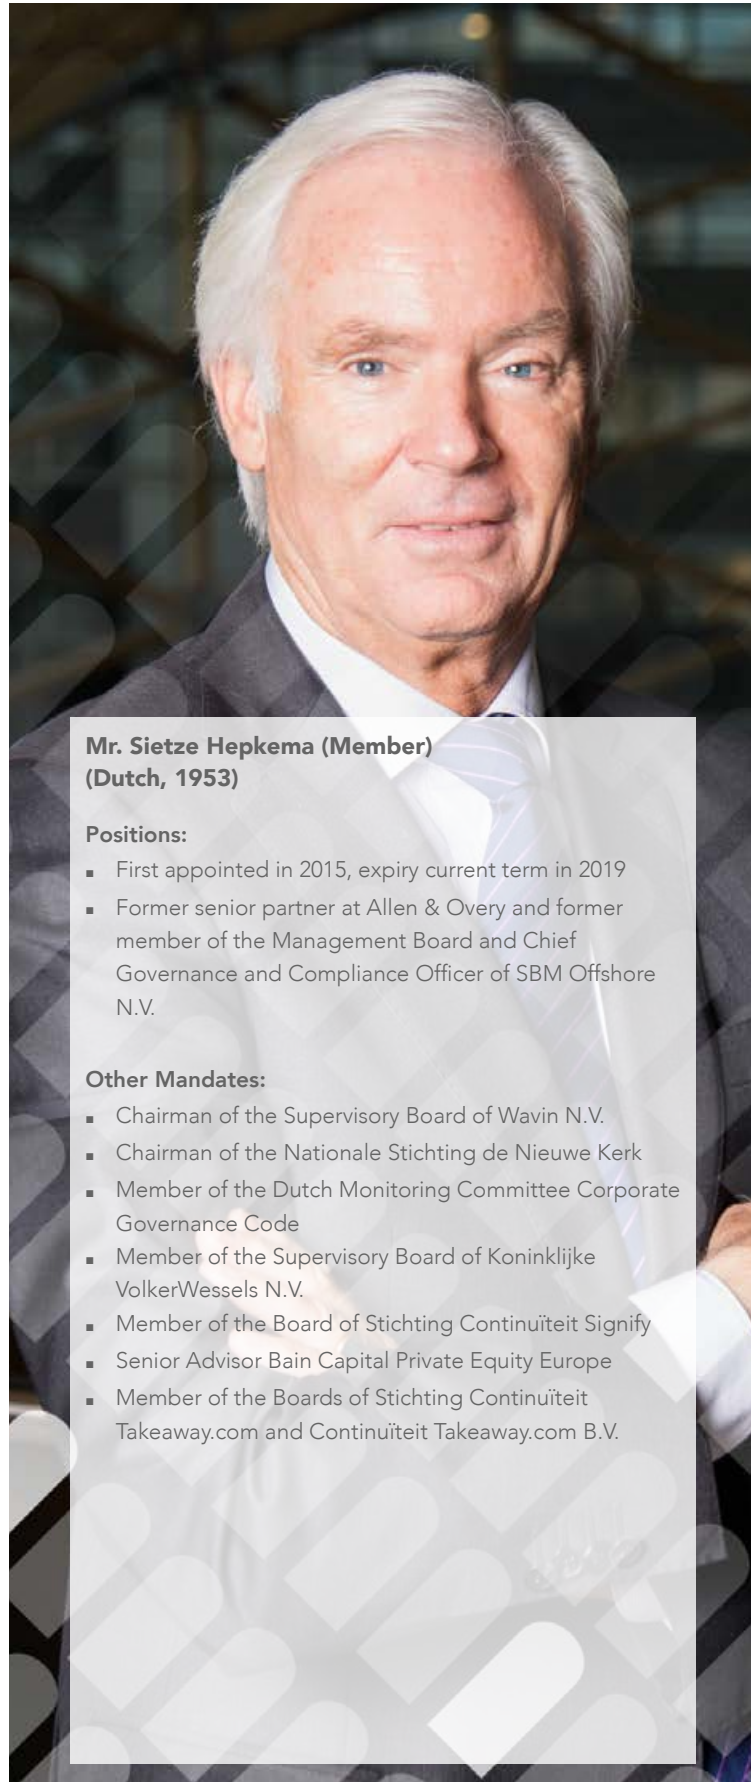 Mr. Sietze Hepkema (Member)
(Dutch, 1953)
Positions:
▪ First appointed in 2015, expiry current term in 2019
▪ Former senior partner at Allen & Overy and former
member of the Management Board and Chief
Governance and Compliance Officer of SBM Offshore
N.V.
Other Mandates:
▪ Chairman of the Supervisory Board of Wavin N.V.
▪ Chairman of the Nationale Stichting de Nieuwe Kerk
▪ Member of the Dutch Monitoring Committee Corporate
Governance Code
▪ Member of the Supervisory Board of Koninklijke
VolkerWessels N.V.
▪ Member of the Board of Stichting Continuïteit Signify
▪ Senior Advisor Bain Capital Private Equity Europe
▪ Member of the Boards of Stichting Continuïteit
Takeaway.com and Continuïteit Takeaway.com B.V.